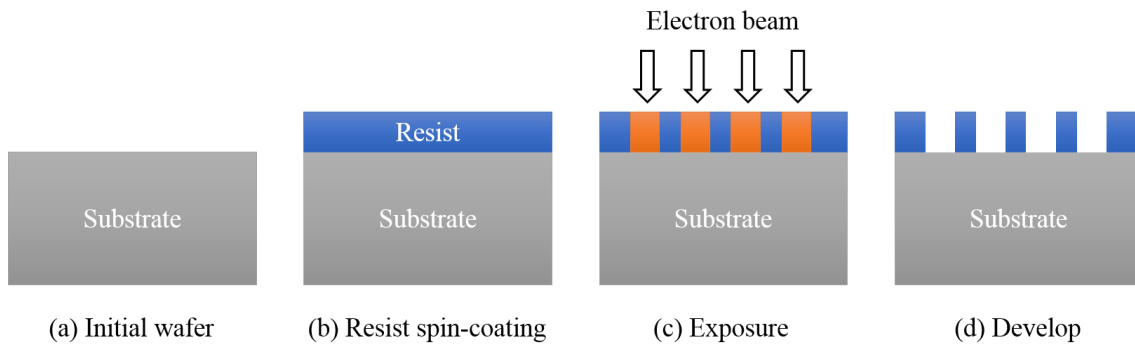 Electron beam
Resist
Substrate
Substrate
Substrate
Substrate
(a) Initial wafer
(b) Resist spin-coating
(c) Exposure
(d) Develop